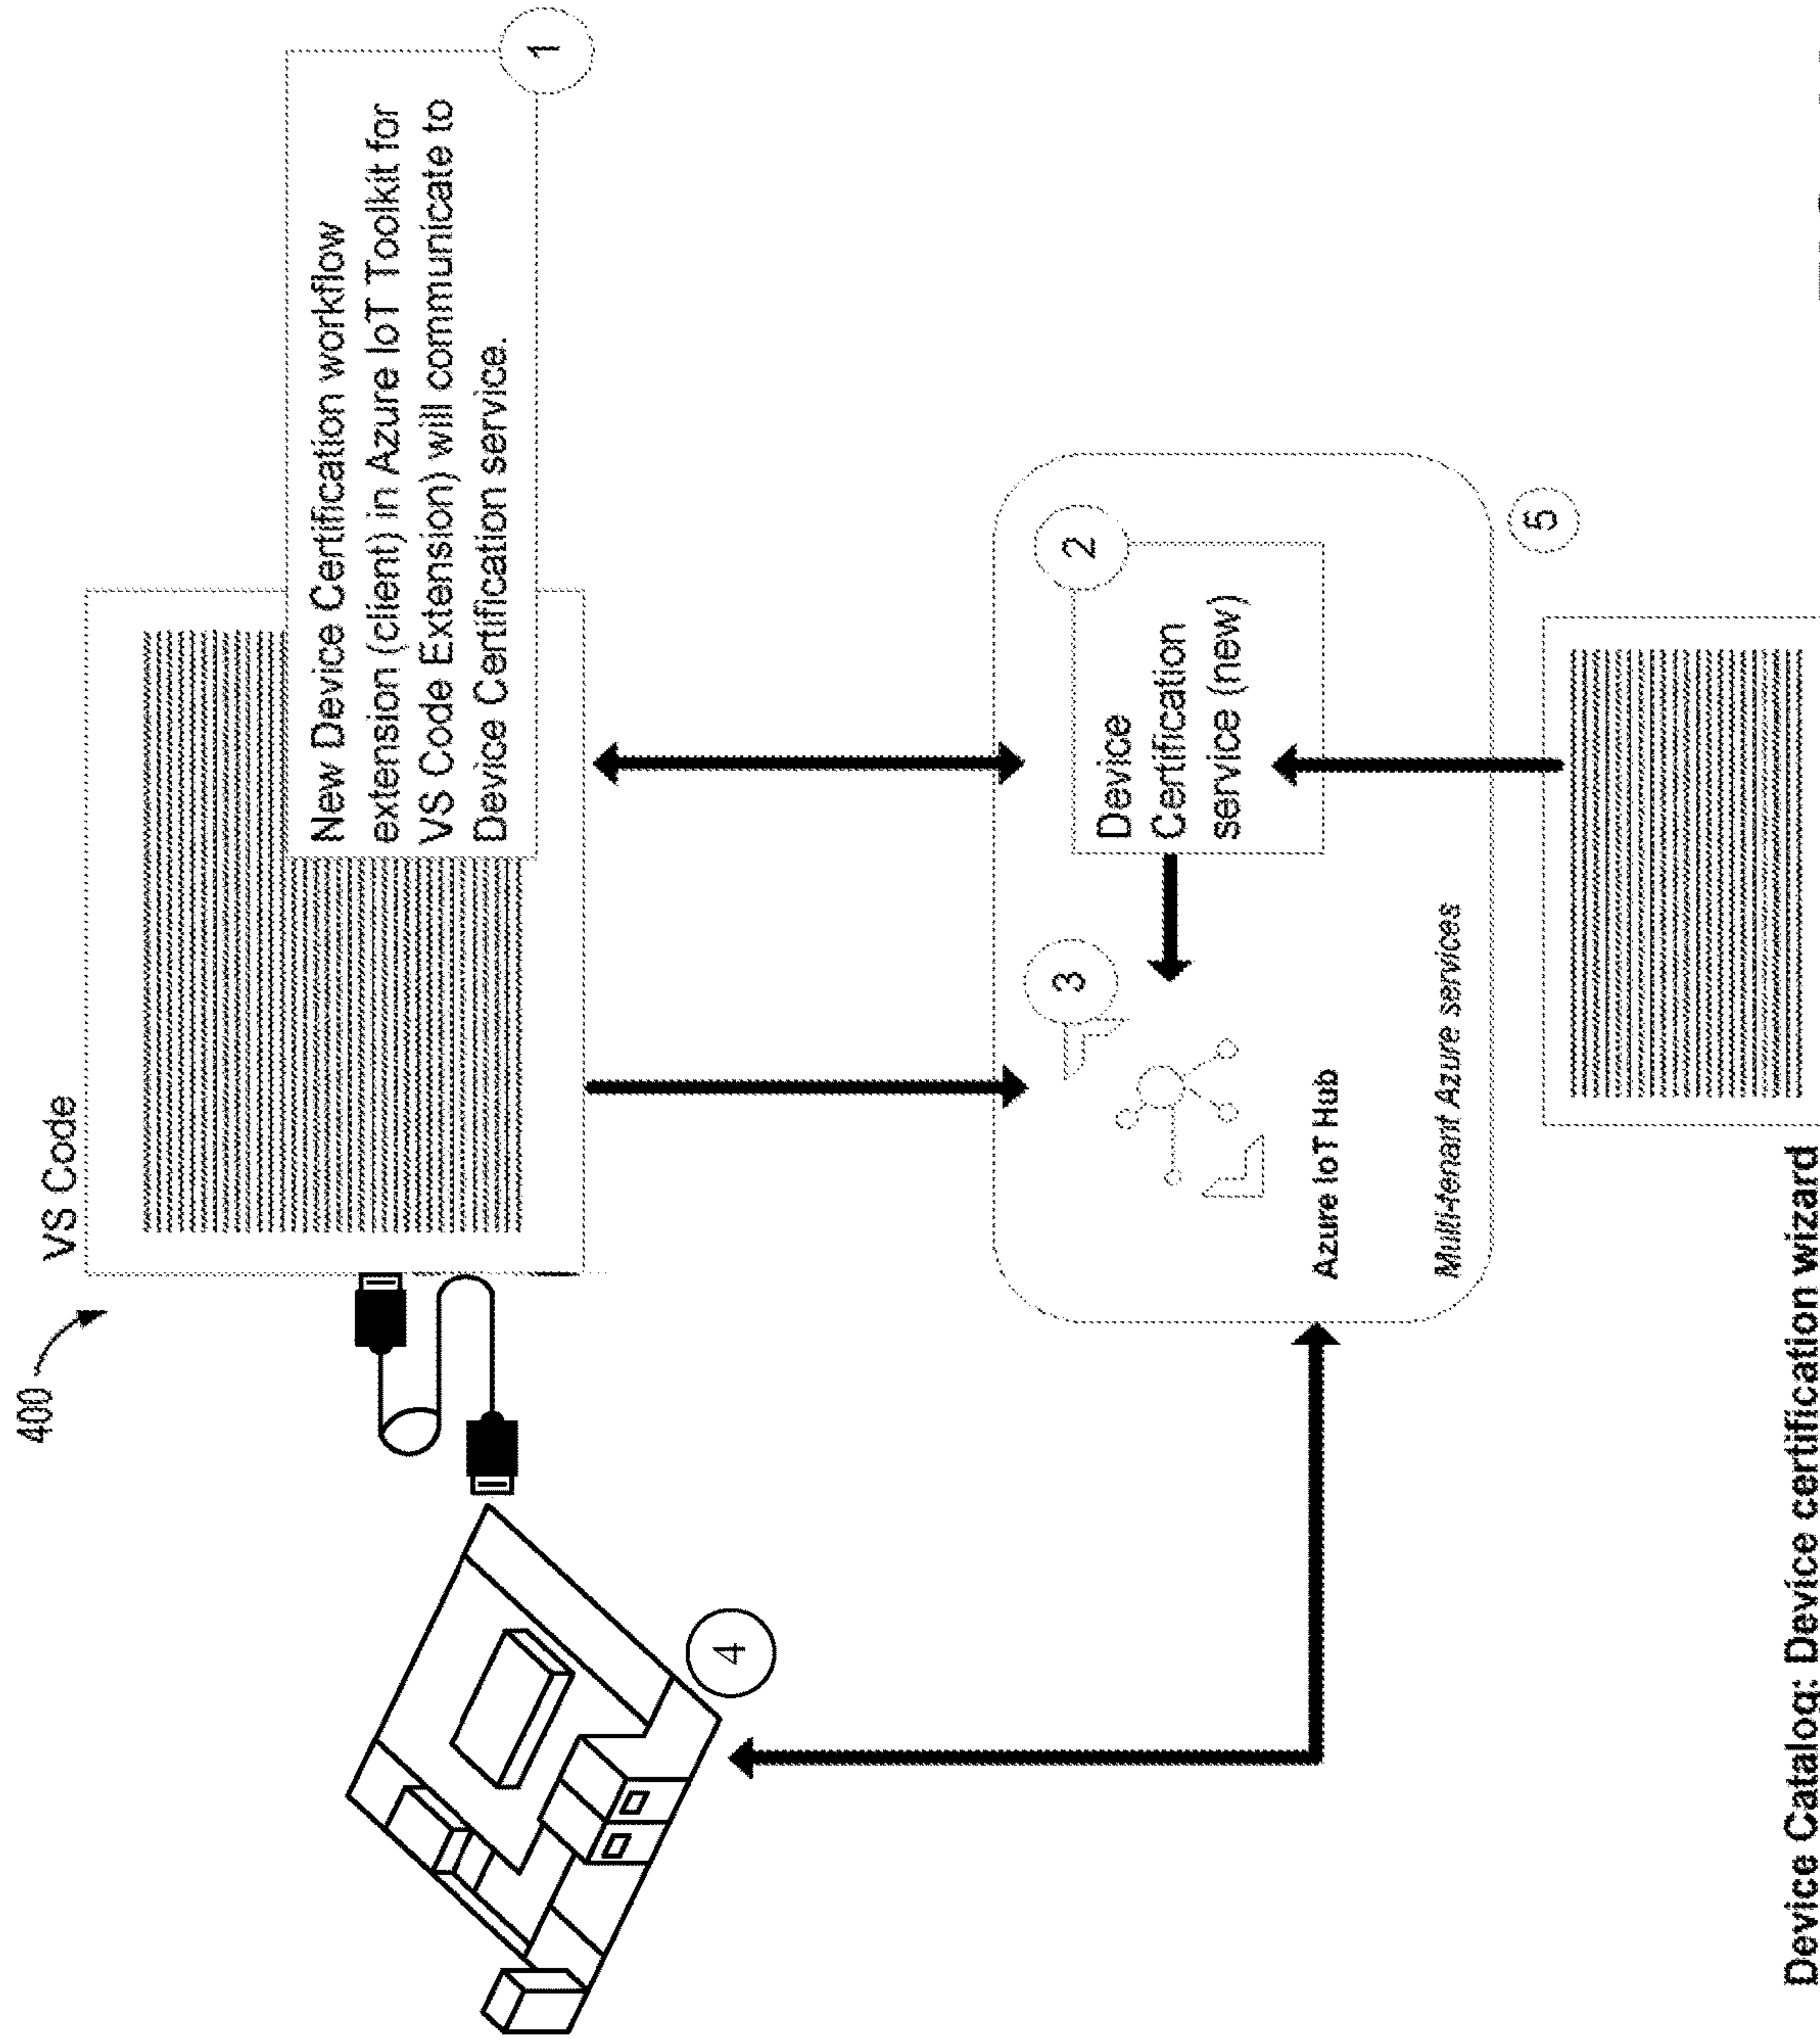 400
VS Code
New Device Certification workflow
extension (client) in Azure IoT Toolkit for
VS Code Extension) will communicate to
Device Certification service.
1
2
Device
Certification
service (new)
3
Azure IoT Hub
Multi-tenant Azure services
4
5
Device Catalog: Device certification wizard